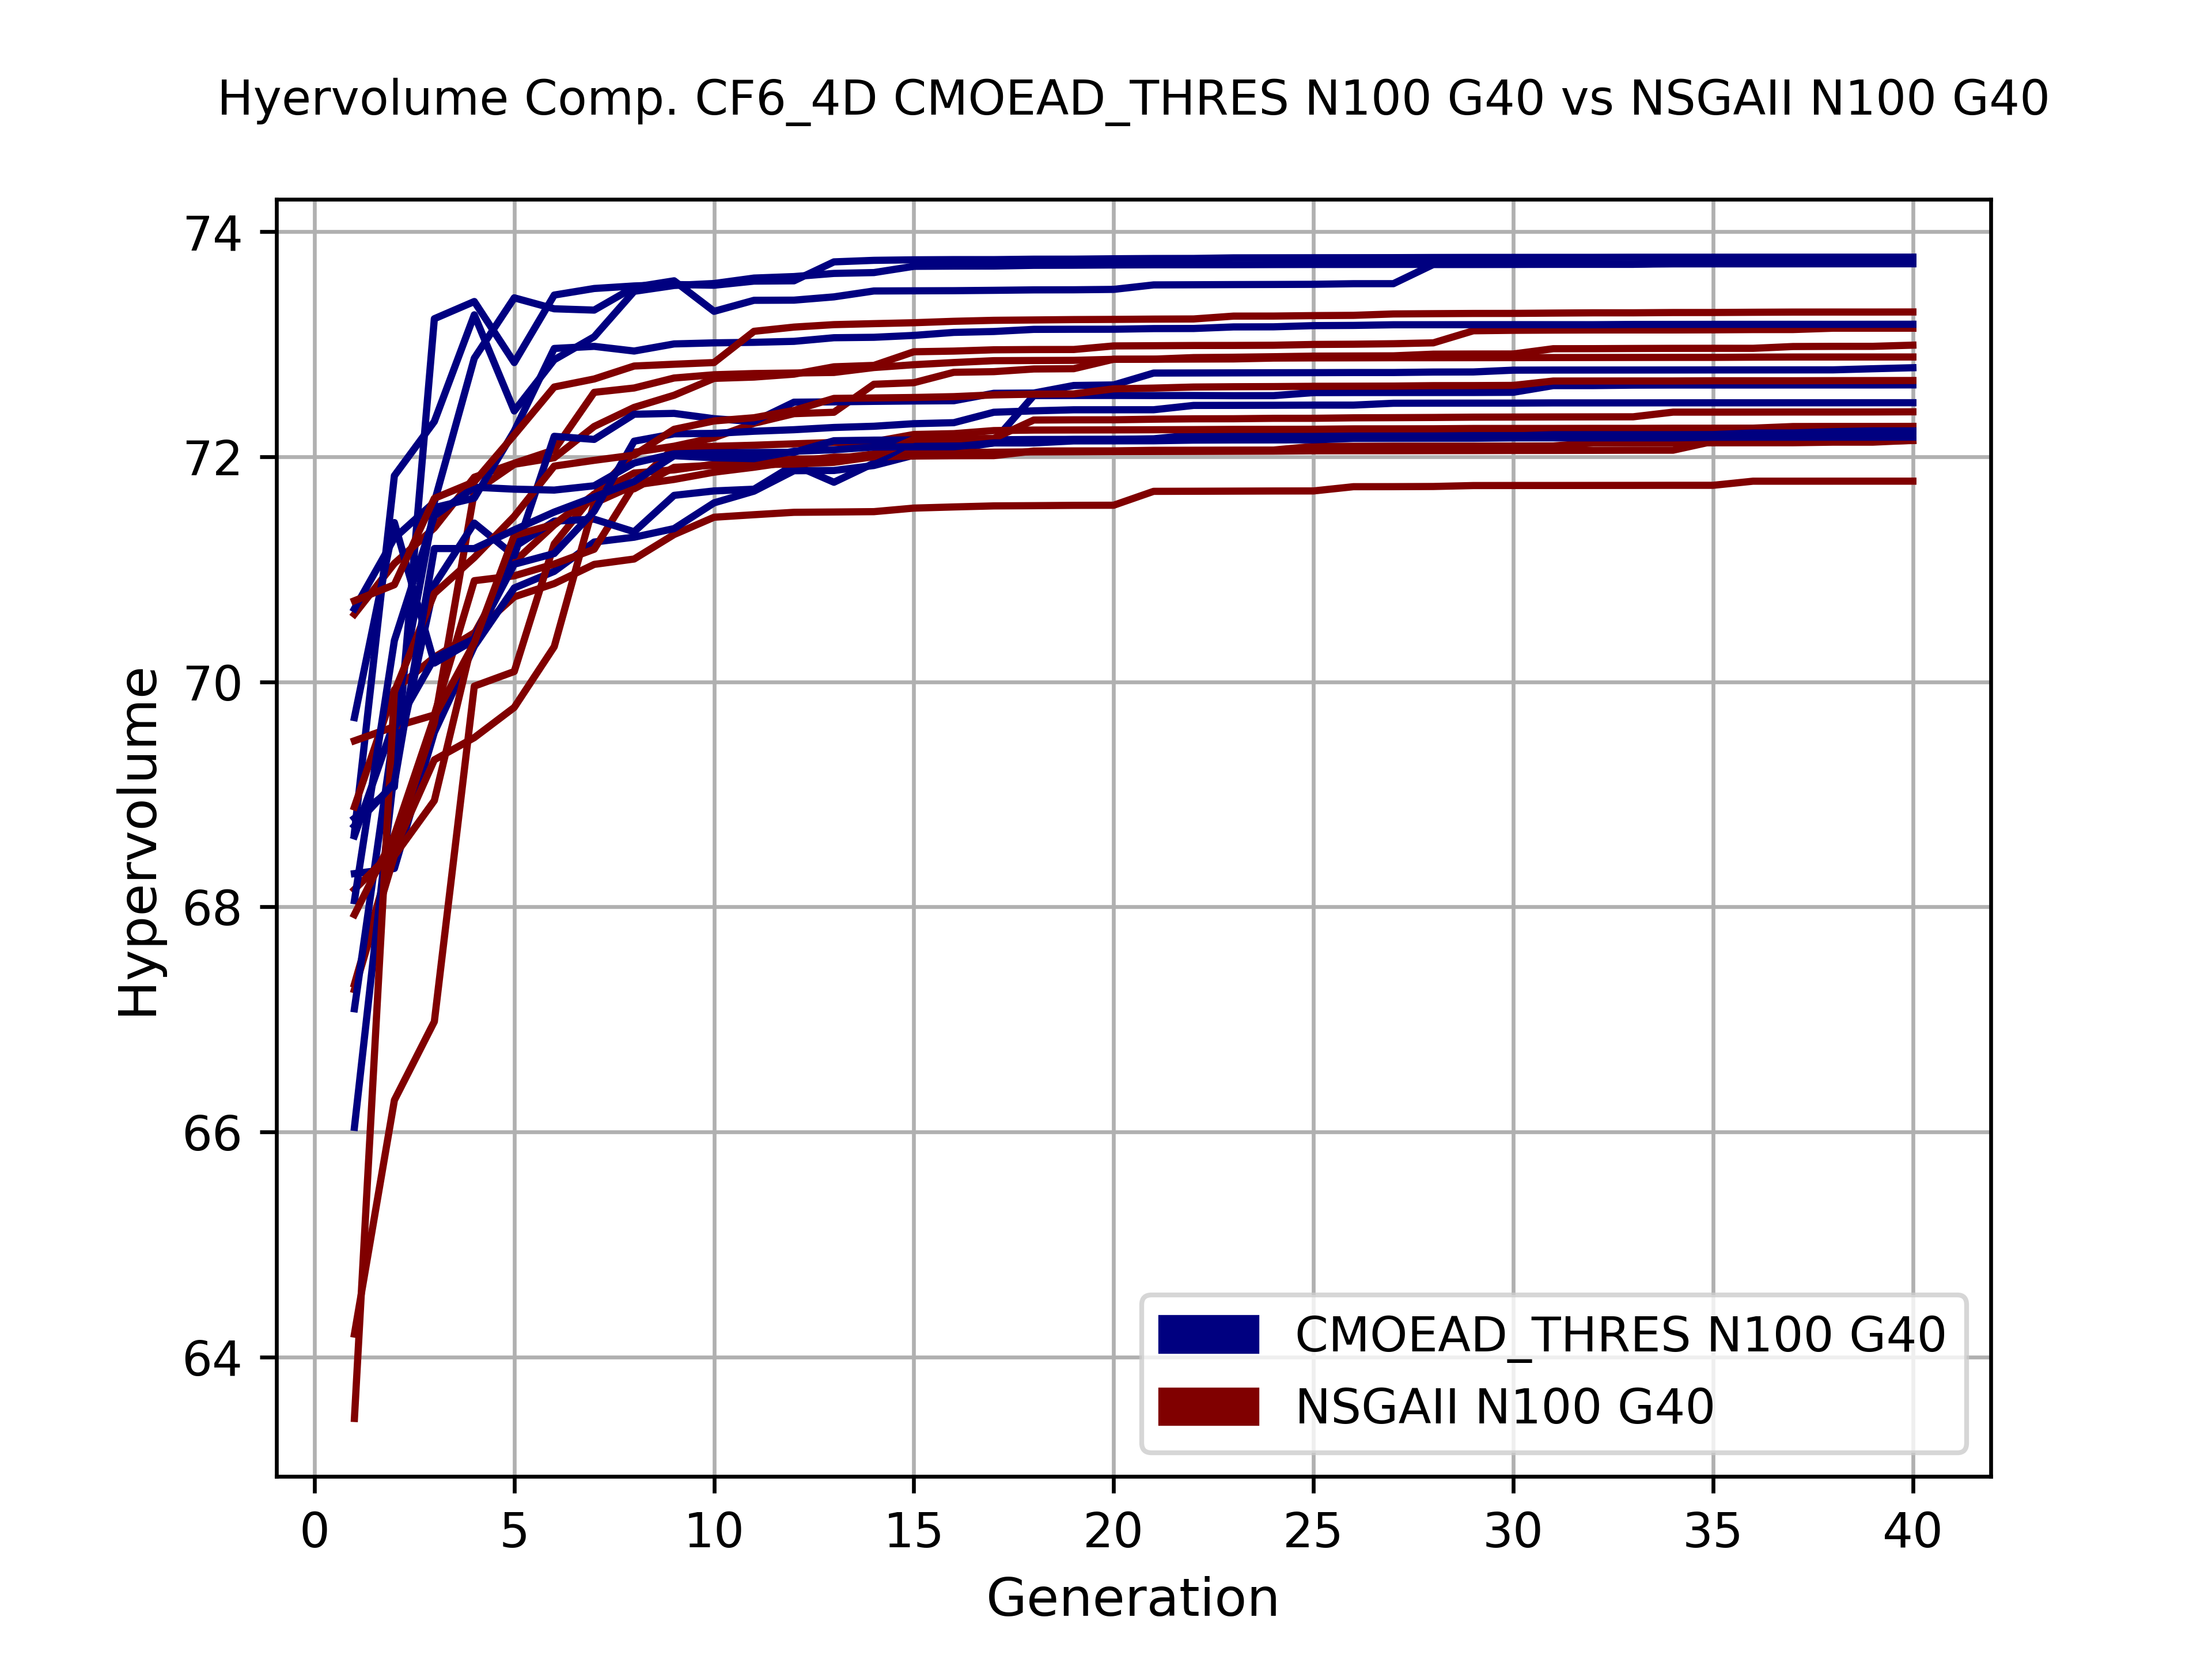 Hyervolume Comp. CF6_4D CMOEAD_THRES N100 G40 vs NSGAII N100 G40
74
72
70
68
66
64
Hypervolume
0 5 10 15 20 25 30 35 40
Generation
CMOEAD_THRES N100 G40
NSGAII N100 G40